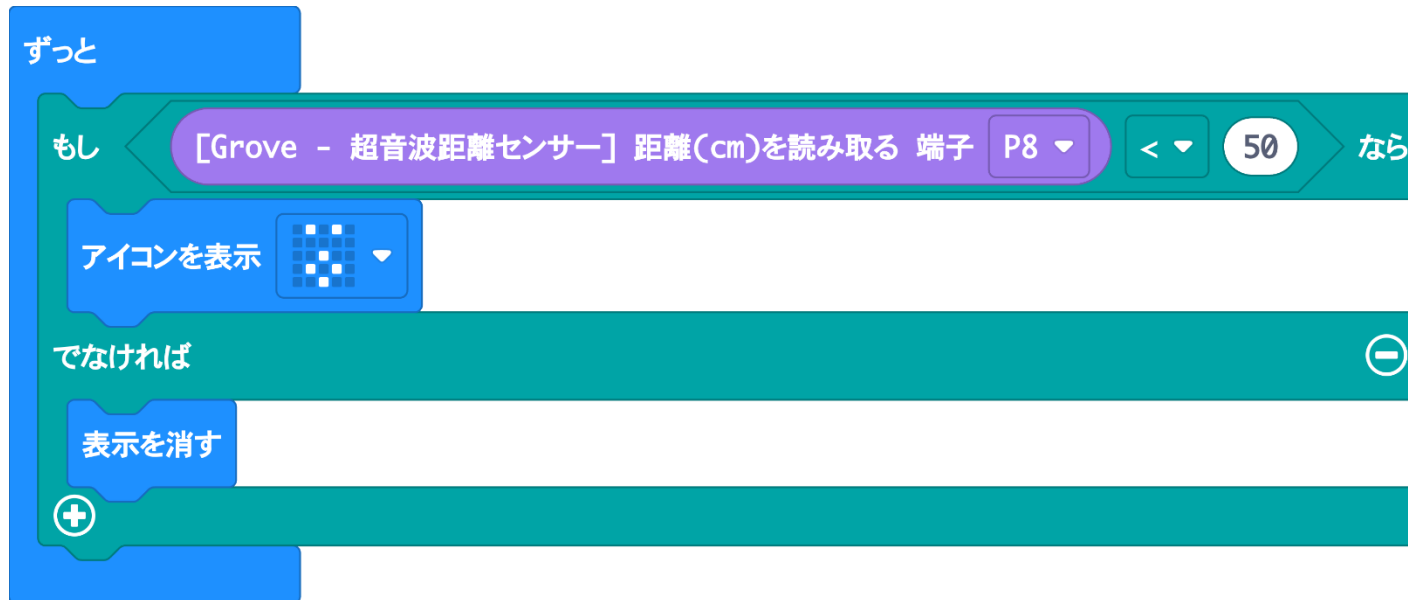 ずっと
もし [Grove - 超音波距離センサー] 距離(cm)を読み取る 端子 P8 < 50 なら
アイコンを表示
でなければ
表示を消す